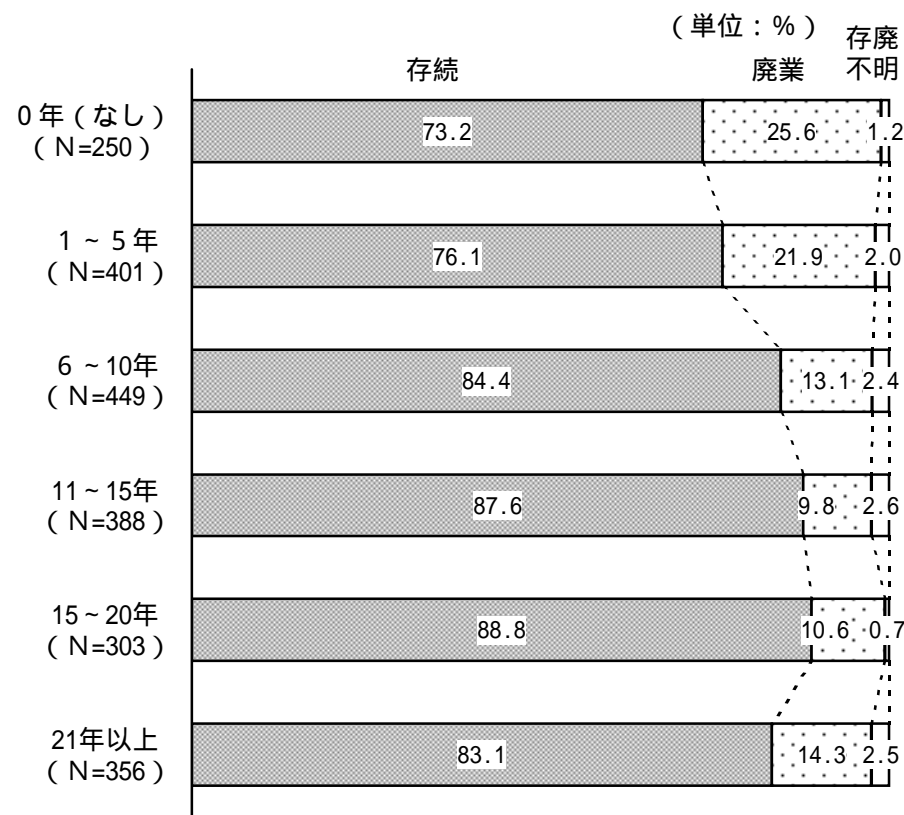 （単位：％）
存続 廃業 存廃
不明
0年（なし）
（N=250）
73.2 25.6 1.2
1～5年
（N=401）
76.1 21.9 2.0
6～10年
（N=449）
84.4 13.1 2.4
11～15年
（N=388）
87.6 9.8 2.6
15～20年
（N=303）
88.8 10.6 0.7
21年以上
（N=356）
83.1 14.3 2.5